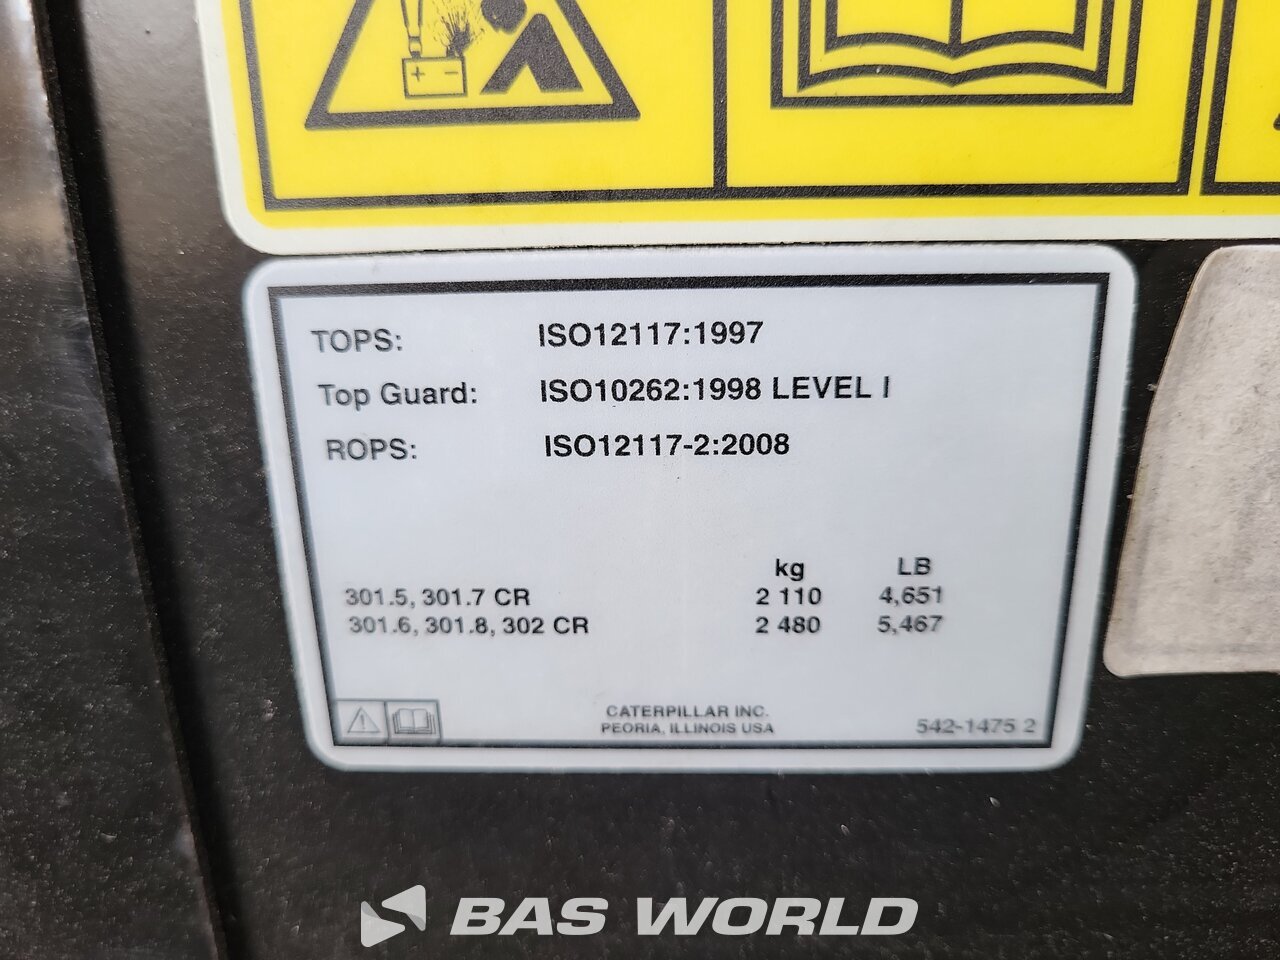 TOPS: ISO12117:1997
Top Guard: ISO10262:1998 LEVEL I
ROPS: ISO12117-2:2008
kg LB
301.5, 301.7 CR 2 110 4,651
301.6, 301.8, 302 CR 2 480 5,467
CATERPILLAR INC.
PEORIA, ILLINOIS USA
542-1475 2
BAS WORLD